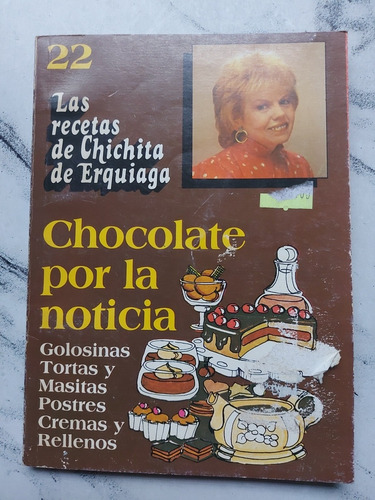 22
Las
recetas
de Chichita
de Erquiaga
Chocolate
por la
noticia
Golosinas
Tortas y
Masitas
Postres
Cremas y
Rellenos